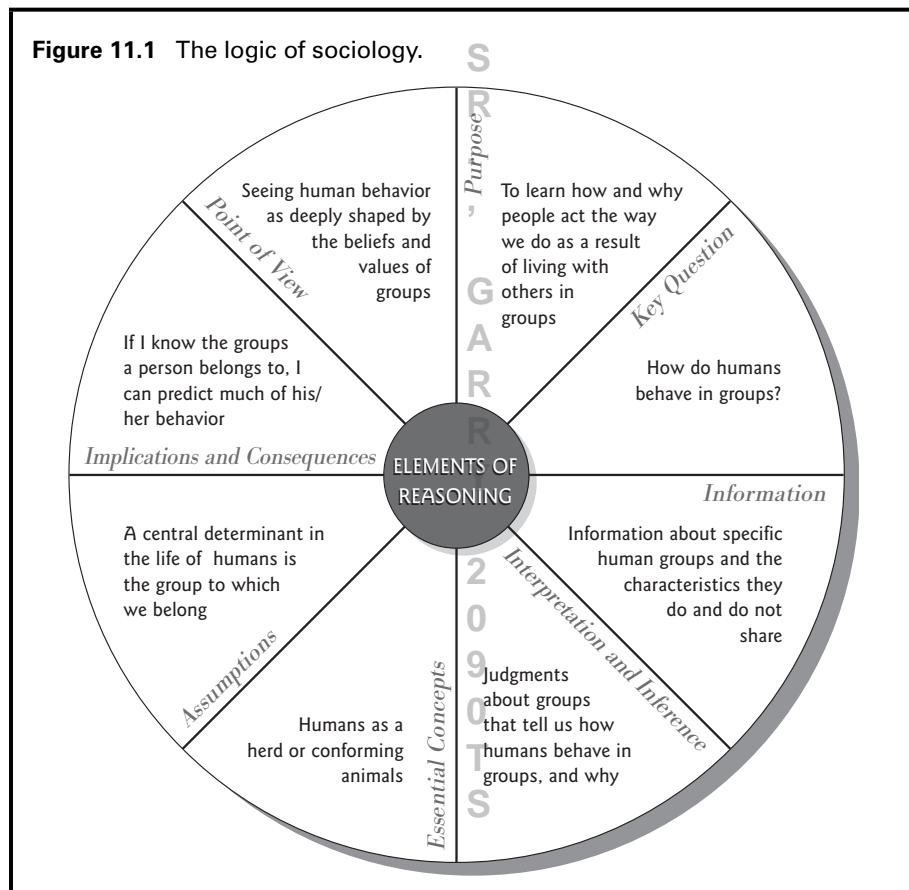 Figure 11.1 The logic of sociology.
Purpose
To learn how and why
people act the way
we do as a result
of living with
others in
groups
Key Question
How do humans
behave in groups?
Information
Information about specific
human groups and the
characteristics they
do and do not
share
Interpretation and Inference
Judgments
about groups
that tell us how
humans behave in
groups, and why
Essential Concepts
Humans as a
herd or conforming
animals
Assumptions
A central determinant in
the life of humans is
the group to which
we belong
Implications and Consequences
If I know the groups
a person belongs to, I
can predict much of his/
her behavior
Point of View
Seeing human behavior
as deeply shaped by
the beliefs and
values of
groups
ELEMENTS OF
REASONING
SR, GARRY 2090TS